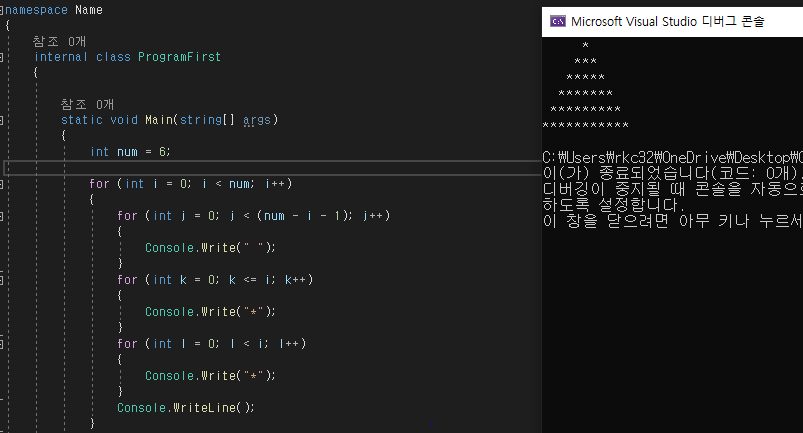 namespace Name
{
참조 0개
internal class ProgramFirst
{
참조 0개
static void Main(string[] args)
{
int num = 6;
for (int i = 0; i < num; i++)
{
for (int j = 0; j < (num - i - 1); j++)
{
Console.Write(" ");
}
for (int k = 0; k <= i; k++)
{
Console.Write("*");
}
for (int l = 0; l < i; l++)
{
Console.Write("*");
}
Console.WriteLine();
}
Microsoft Visual Studio 디버그 콘솔
*
***
*****
*******
*********
***********
C:₩Users₩rkc32₩OneDrive₩Desktop₩
이(가) 종료되었습니다(코드: 0개).
디버깅이 중지될 때 콘솔을 자동으
하도록 설정합니다.
이 창을 닫으려면 아무 키나 누르세